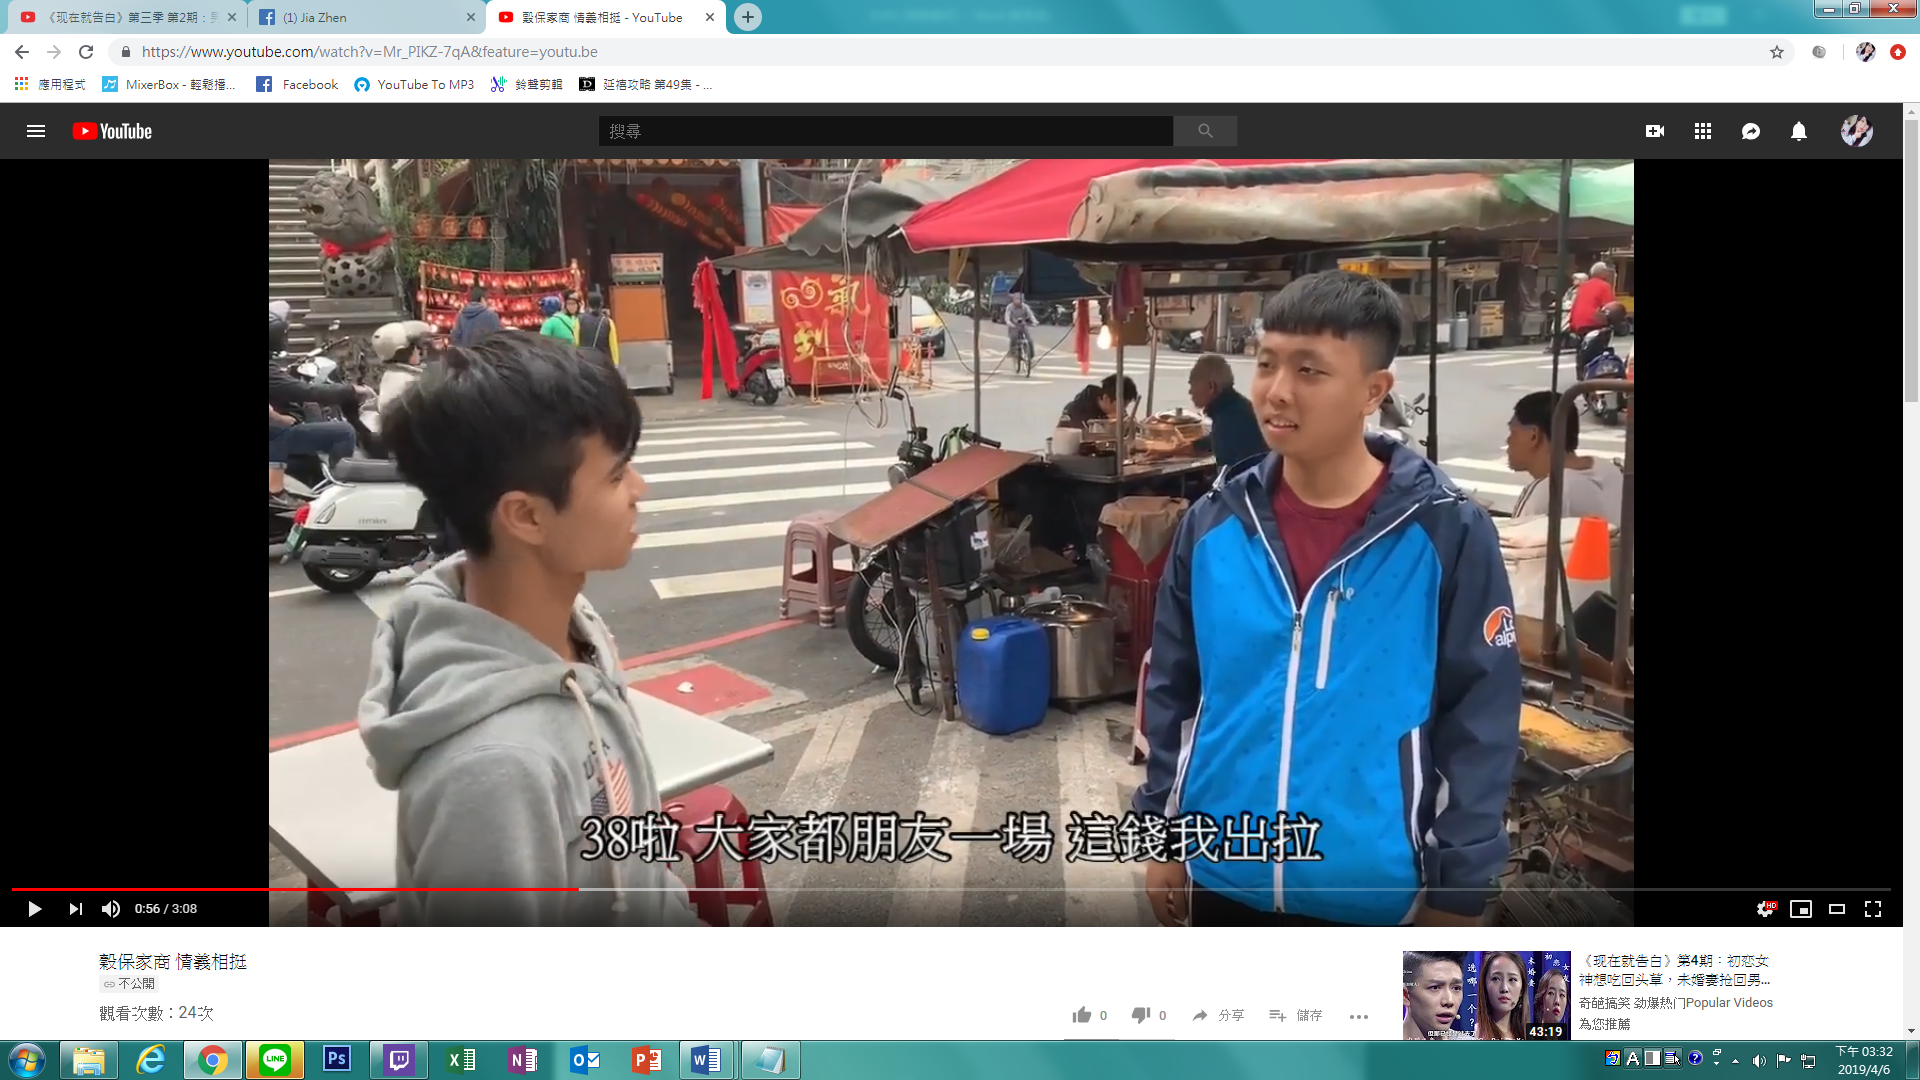 《现在就告白》第三季 第2期：
(1) Jia Zhen
穀保家商 情義相挺 - YouTube
https://www.youtube.com/watch?v=Mr_PIKZ-7qA&feature=youtu.be
應用程式
MixerBox - 輕鬆播...
Facebook
YouTube To MP3
鈴聲剪輯
延禧攻略 第49集 - ...
YouTube
搜尋
氣
到
38啦 大家都朋友一場 這錢我出拉
0:56 / 3:08
HD
穀保家商 情義相挺
不公開
觀看次數：24次
0
0
分享
儲存
43:19
《现在就告白》第4期：初恋女
神想吃回头草，未婚妻抢回男...
奇葩搞笑 劲爆热门Popular Videos
為您推薦
LINE
Ps
A
下午 03:32
2019/4/6